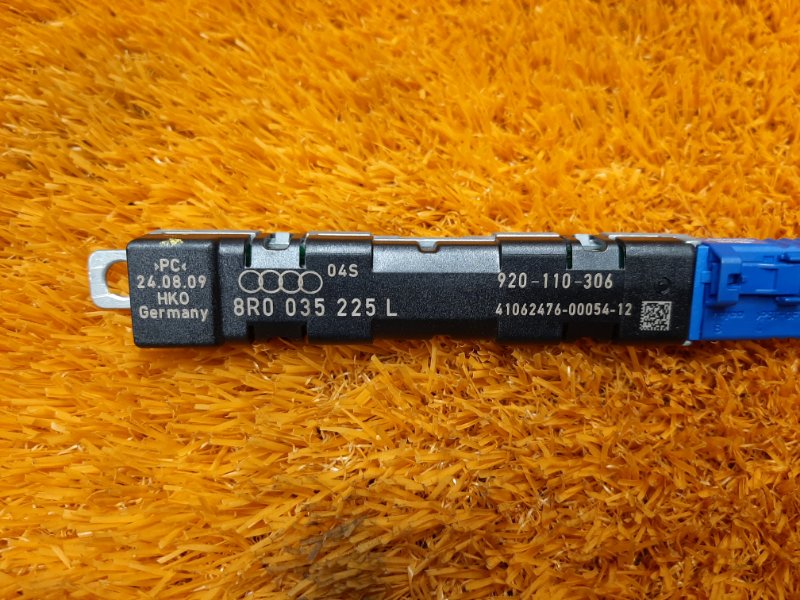 >PC<
24.08.09
HKO
Germany
04S
8R0 035 225 L
920-110-306
41062476-00054-12